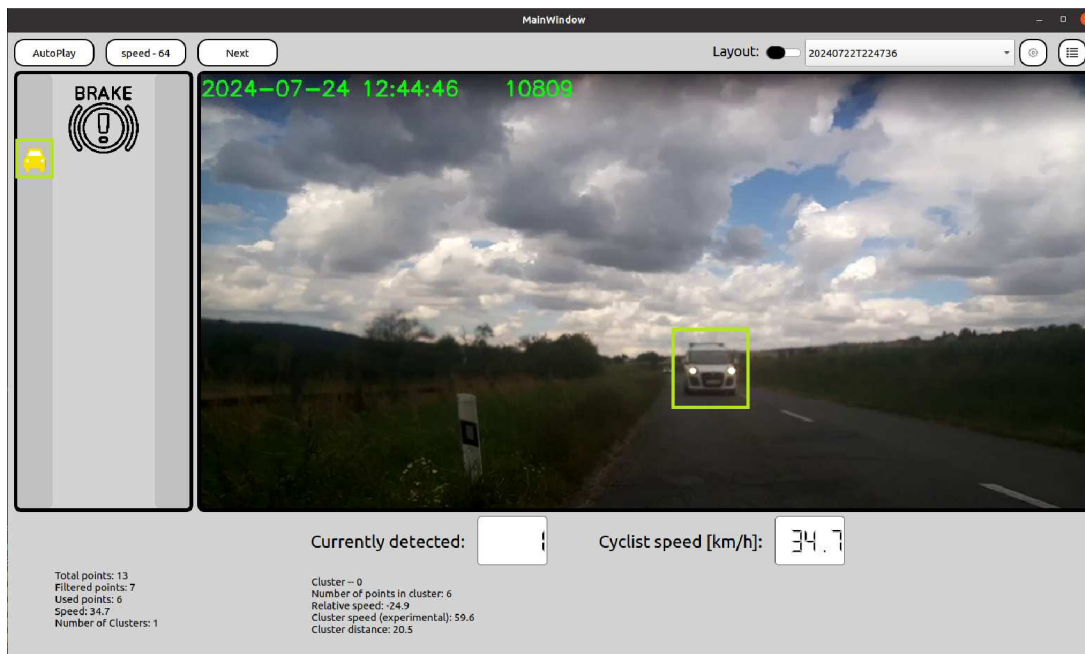 MainWindow
AutoPlay
speed - 64
Next
Layout:
20240722T224736
BRAKE
2024-07-24 12:44:46 10809
Currently detected: 1
Cyclist speed [km/h]: 34.7
Total points: 13
Filtered points: 7
Used points: 6
Speed: 34.7
Number of Clusters: 1
Cluster -- 0
Number of points in cluster: 6
Relative speed: -24.9
Cluster speed (experimental): 59.6
Cluster distance: 20.5